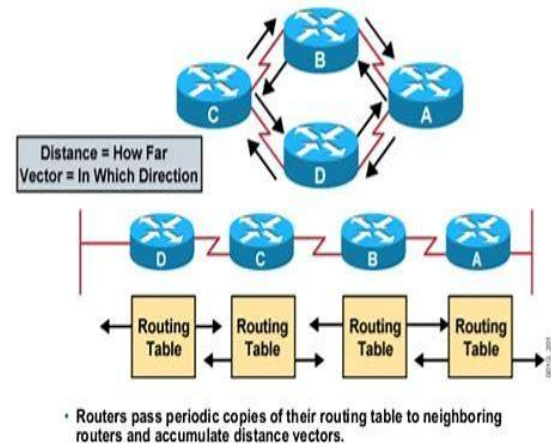 B
C
A
D
Distance = How Far
Vector = In Which Direction
D
C
B
A
Routing
Table
Routing
Table
Routing
Table
Routing
Table
• Routers pass periodic copies of their routing table to neighboring
routers and accumulate distance vectors.